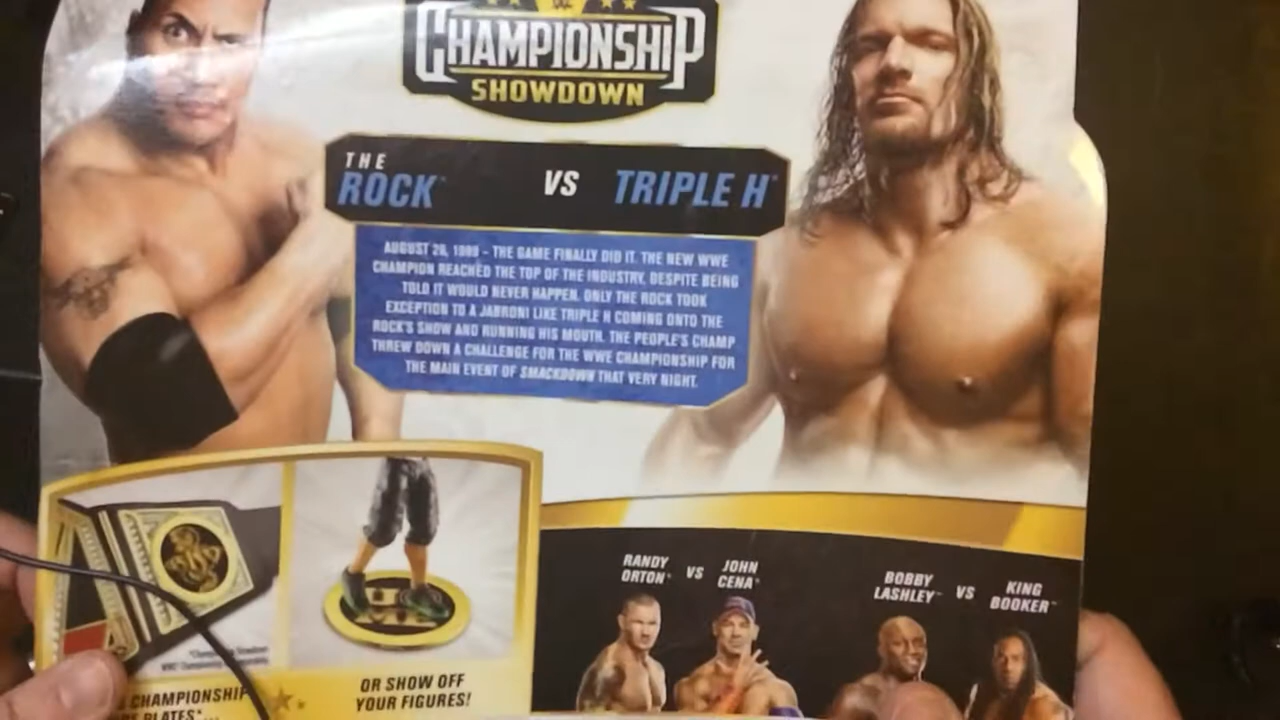 CHAMPIONSHIP
SHOWDOWN
THE
ROCK
VS
TRIPLE H
AUGUST 26, 1999 - THE GAME FINALLY DID IT. THE NEW WWE
CHAMPION REACHED THE TOP OF THE INDUSTRY, DESPITE BEING
TOLD IT WOULD NEVER HAPPEN. ONLY THE ROCK TOOK
EXCEPTION TO A JABRONI LIKE TRIPLE H COMING ONTO THE
ROCK'S SHOW AND RUNNING HIS MOUTH. THE PEOPLE'S CHAMP
THREW DOWN A CHALLENGE FOR THE WWE CHAMPIONSHIP FOR
THE MAIN EVENT OF SMACKDOWN THAT VERY NIGHT.
RANDY
ORTON
VS
JOHN
CENA
BOBBY
LASHLEY
VS
KING
BOOKER
CHAMPIONSHIP
PLATES*...
OR SHOW OFF
YOUR FIGURES!